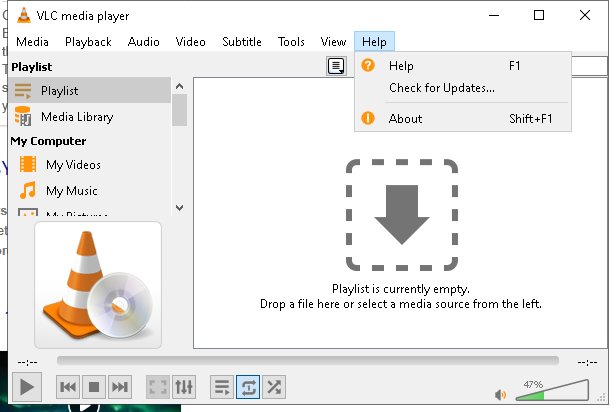 VLC media player
Media Playback Audio Video Subtitle Tools View Help
Playlist
Playlist
Media Library
My Computer
My Videos
My Music
My Pictures
Help F1
Check for Updates...
About Shift+F1
Playlist is currently empty.
Drop a file here or select a media source from the left.
--:-- --:--
47%